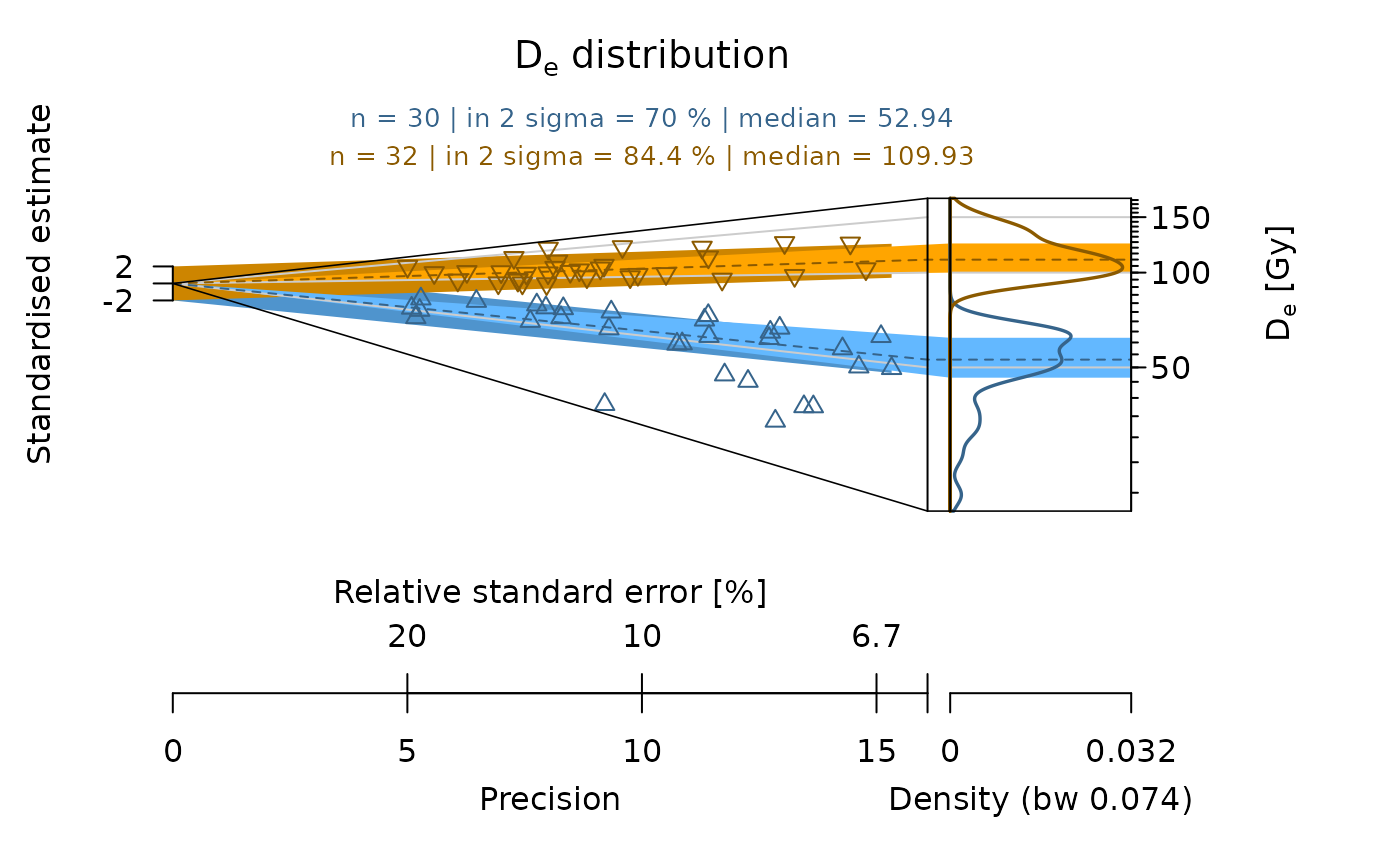 De distribution
n = 30 | in 2 sigma = 70 % | median = 52.94
n = 32 | in 2 sigma = 84.4 % | median = 109.93
Standardised estimate
2
-2
150
100
50
De [Gy]
Relative standard error [%]
20 10 6.7
0 5 10 15 0 0.032
Precision Density (bw 0.074)